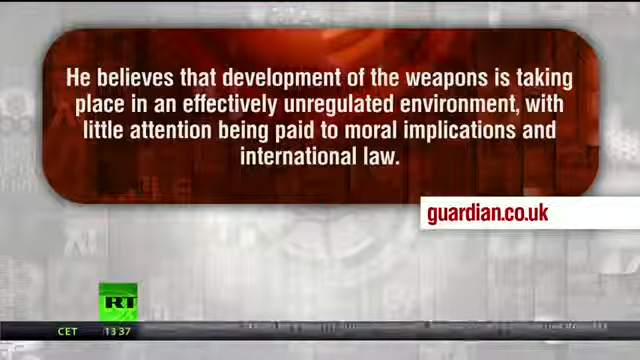 He believes that development of the weapons is taking
place in an effectively unregulated environment, with
little attention being paid to moral implications and
international law.
guardian.co.uk
RT
CET 13:37